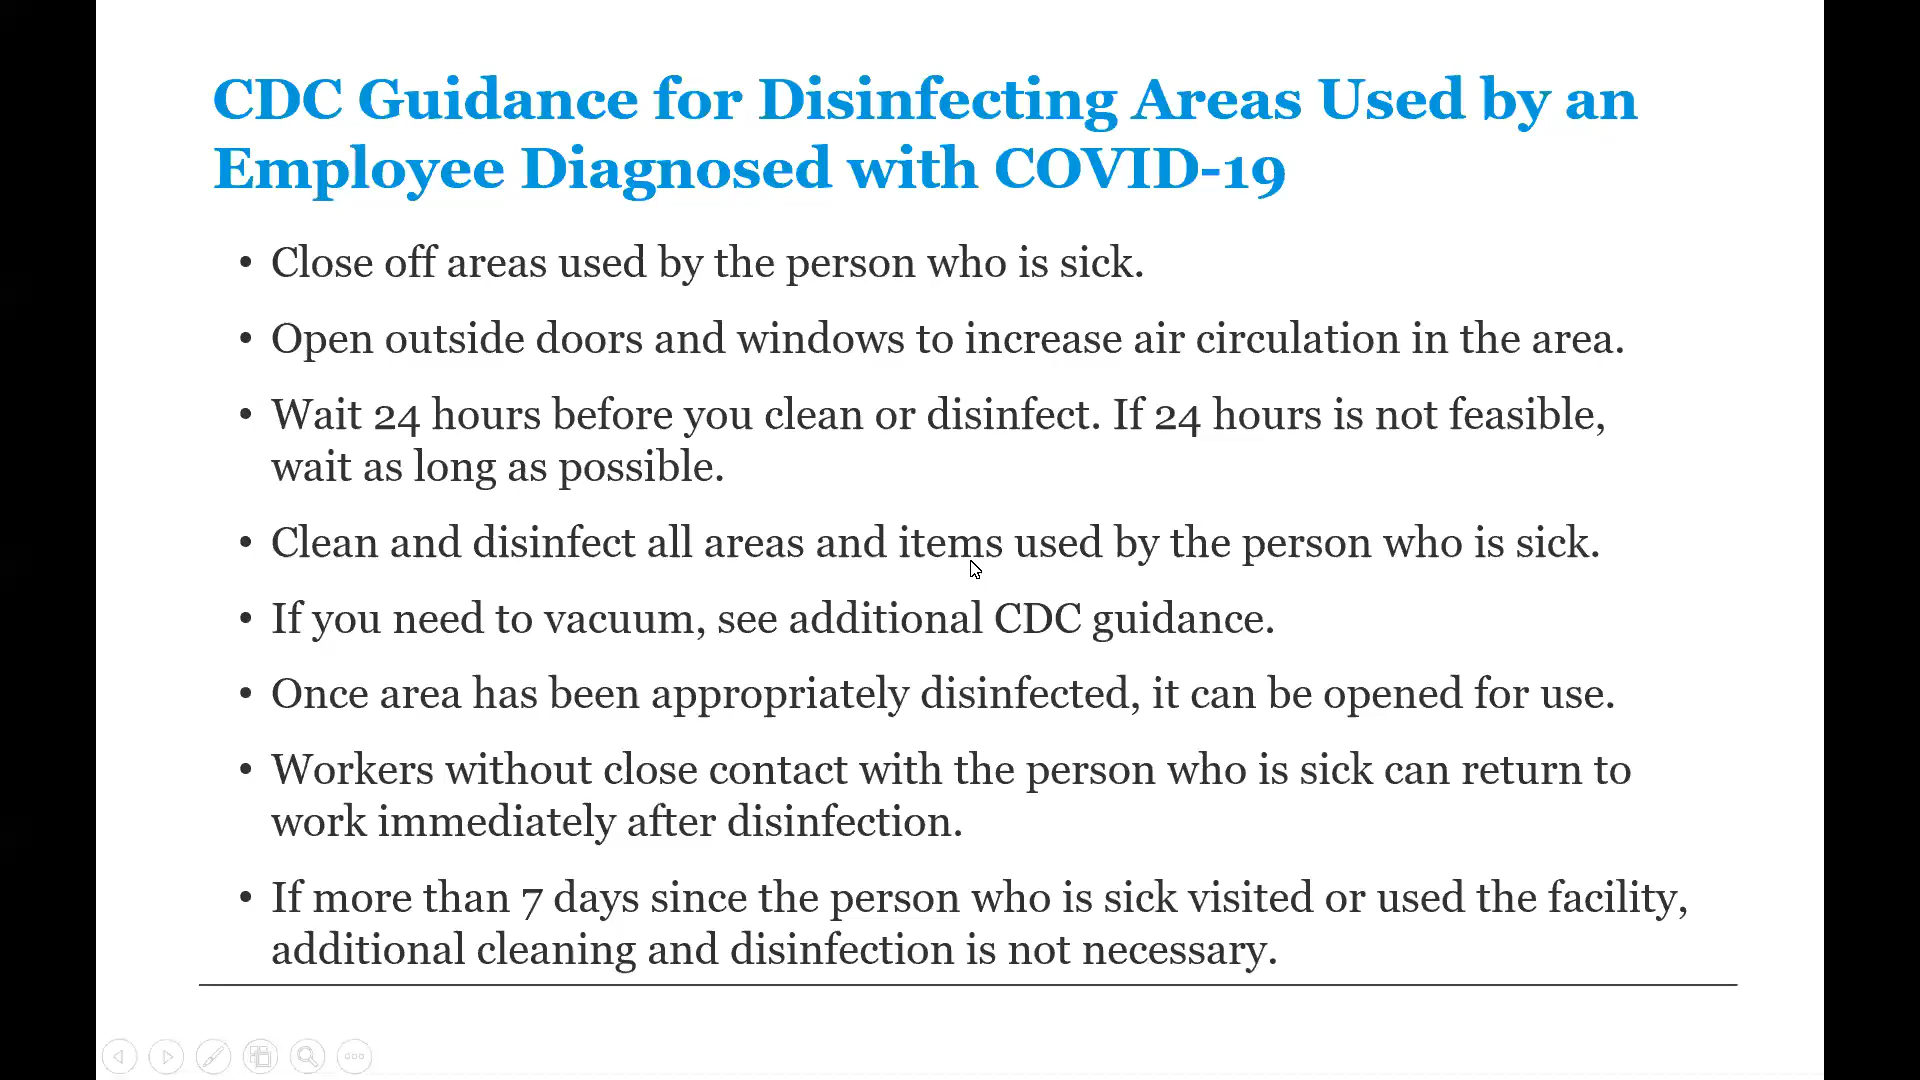 CDC Guidance for Disinfecting Areas Used by an
Employee Diagnosed with COVID-19
• Close off areas used by the person who is sick.
• Open outside doors and windows to increase air circulation in the area.
• Wait 24 hours before you clean or disinfect. If 24 hours is not feasible,
wait as long as possible.
• Clean and disinfect all areas and items used by the person who is sick.
• If you need to vacuum, see additional CDC guidance.
• Once area has been appropriately disinfected, it can be opened for use.
• Workers without close contact with the person who is sick can return to
work immediately after disinfection.
• If more than 7 days since the person who is sick visited or used the facility,
additional cleaning and disinfection is not necessary.